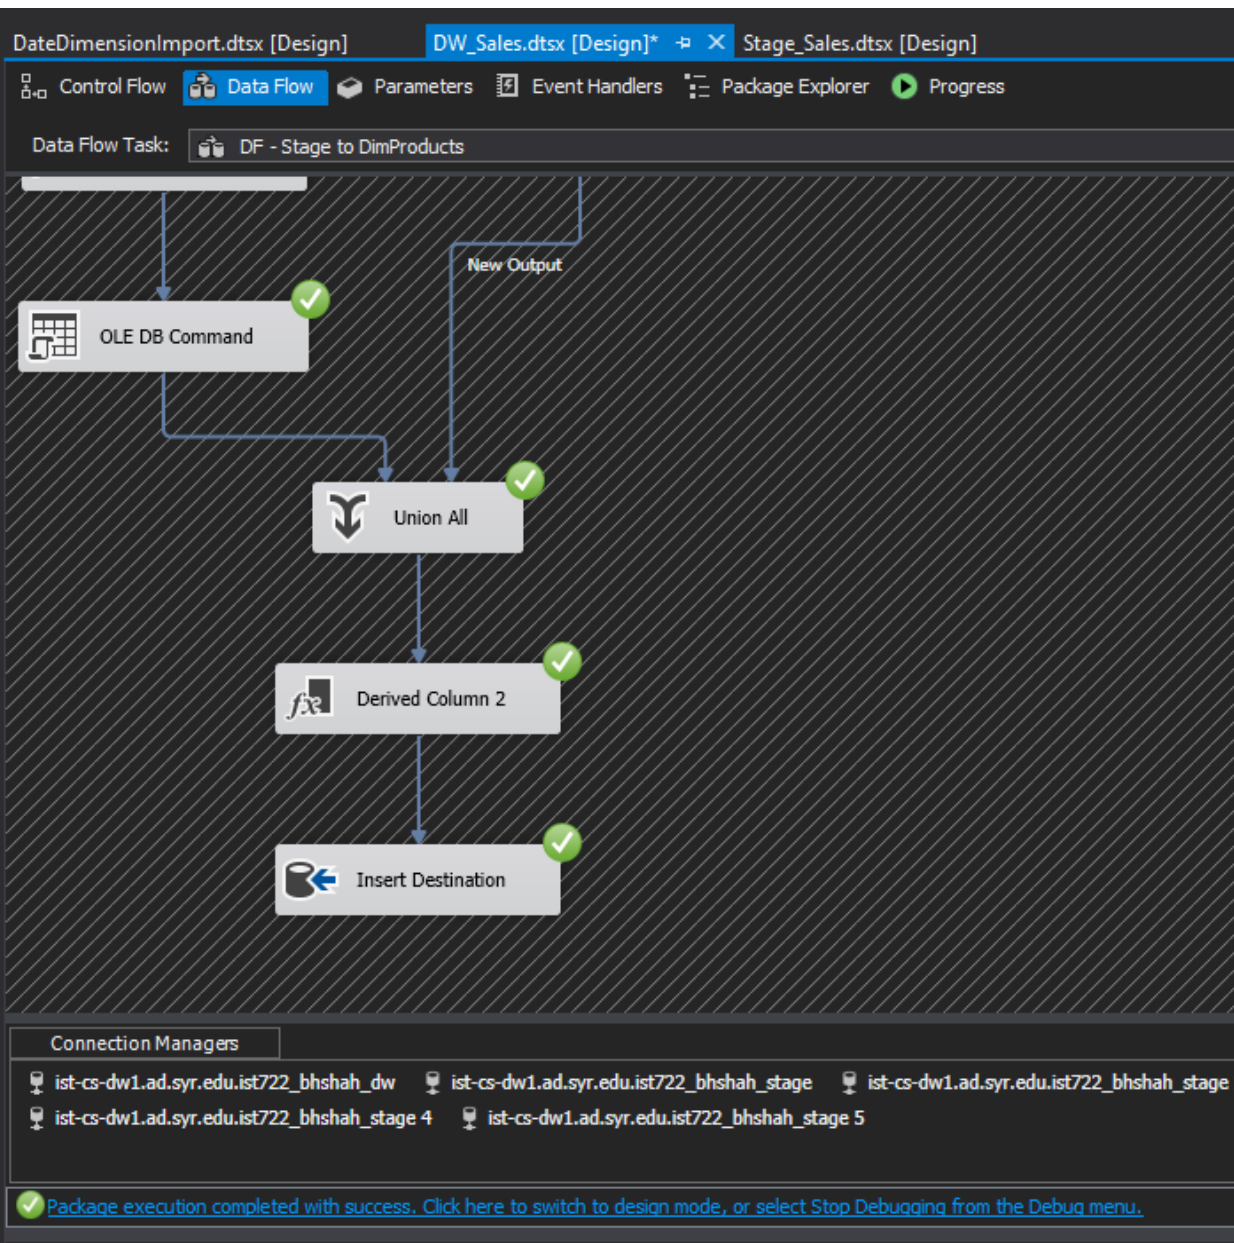 DateDimensionImport.dtsx [Design] DW_Sales.dtsx [Design]* Stage_Sales.dtsx [Design]
Control Flow Data Flow Parameters Event Handlers Package Explorer Progress
Data Flow Task: DF - Stage to DimProducts
New Output
OLE DB Command
Union All
Derived Column 2
Insert Destination
Connection Managers
ist-cs-dw1.ad.syr.edu.ist722_bhshah_dw ist-cs-dw1.ad.syr.edu.ist722_bhshah_stage ist-cs-dw1.ad.syr.edu.ist722_bhshah_stage
ist-cs-dw1.ad.syr.edu.ist722_bhshah_stage 4 ist-cs-dw1.ad.syr.edu.ist722_bhshah_stage 5
Package execution completed with success. Click here to switch to design mode, or select Stop Debugging from the Debug menu.